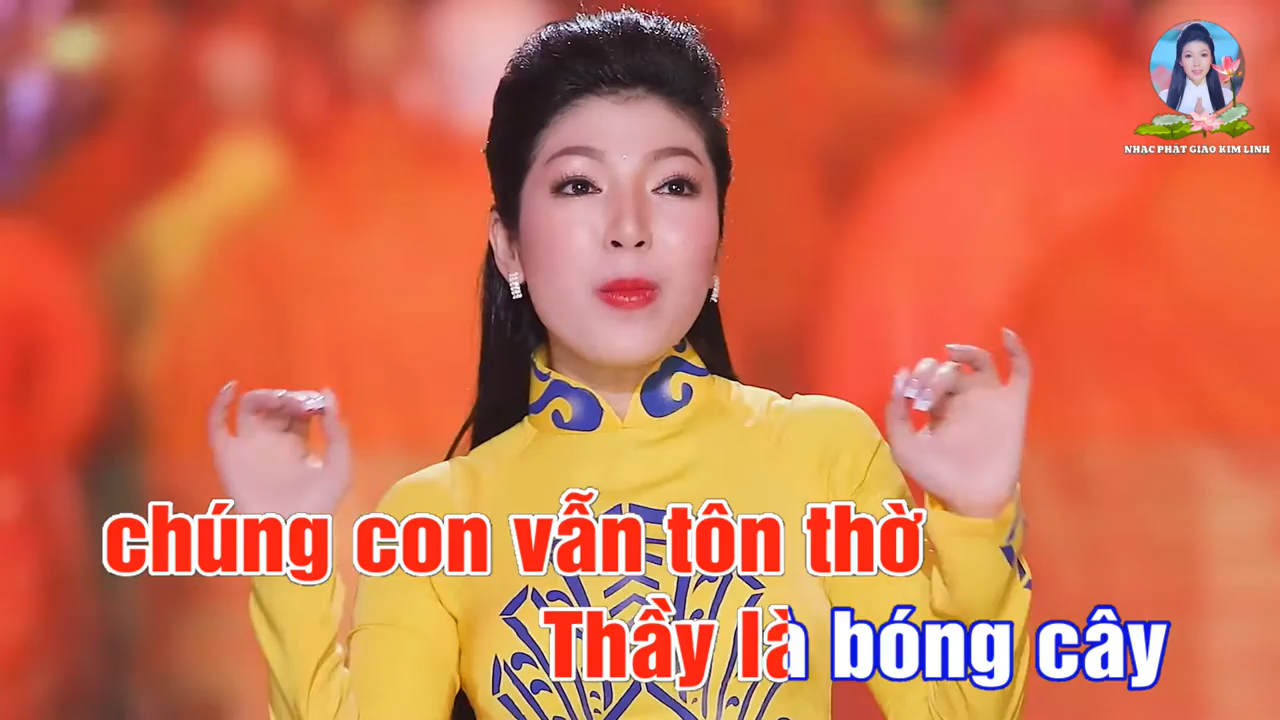 NHẠC PHẬT GIÁO KIM LINH
chúng con vẫn tôn thờ
Thầy là bóng cây